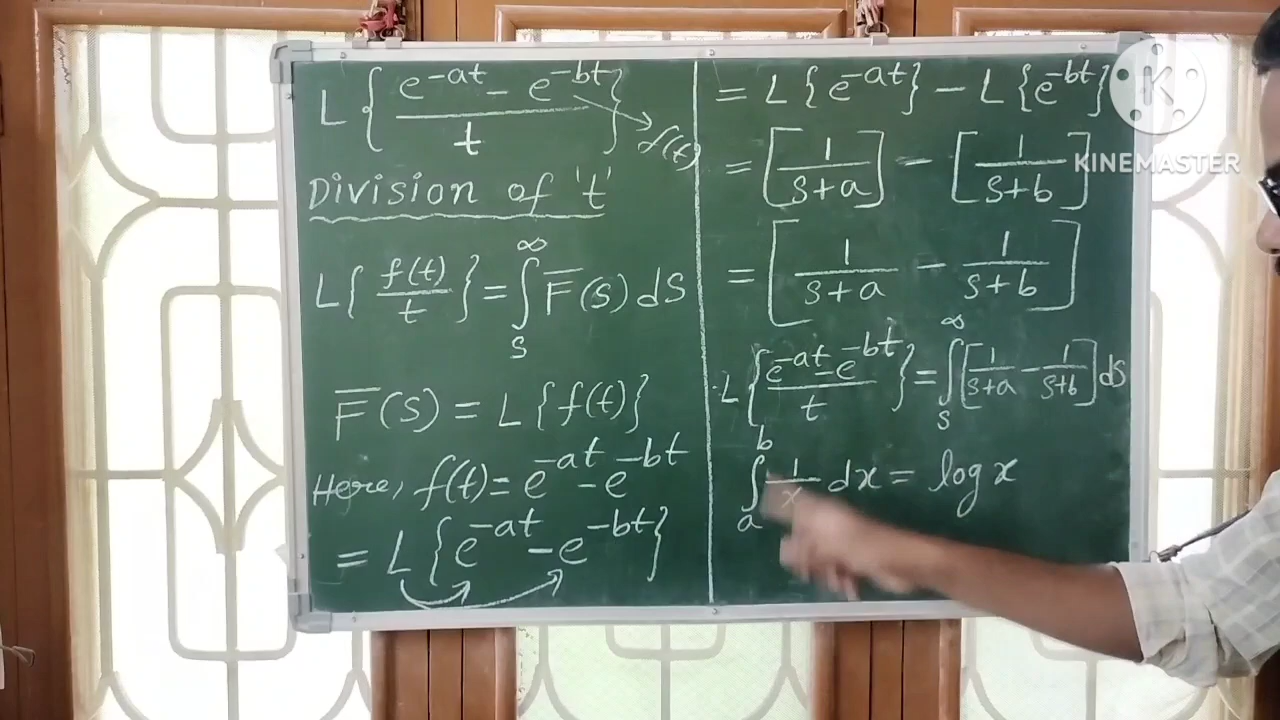 L { e^-at - e^-bt / t } → f(t)
Division of 't'
L{ f(t) / t } = ∫_s^∞ F̅(s) ds
F̅(s) = L{f(t)}
Here, f(t) = e^-at - e^-bt
= L{e^-at - e^-bt}
= L{e^-at} - L{e^-bt}
= [1/s+a] - [1/s+b]
= [1/s+a - 1/s+b]
L{ e^-at - e^-bt / t } = ∫_s^∞ [1/s+a - 1/s+b] ds
∫_a^b 1/x dx = log x
K
KINEMASTER